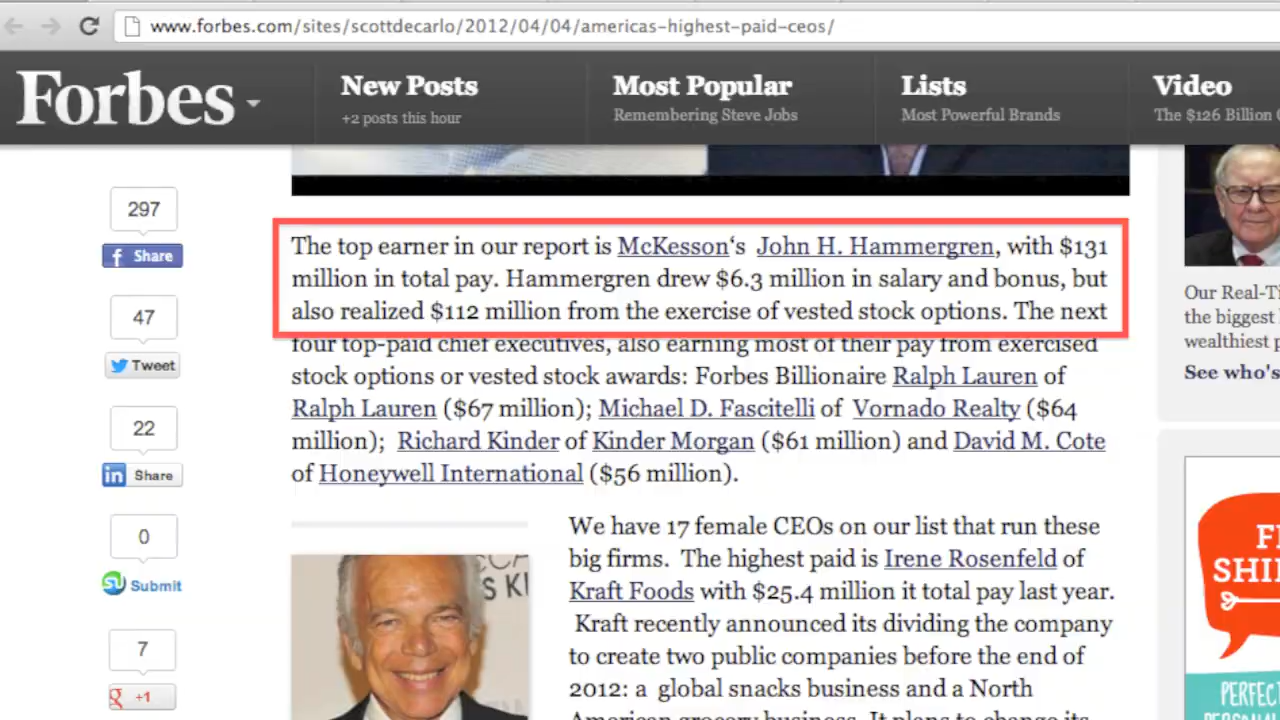 www.forbes.com/sites/scottdecarlo/2012/04/04/americas-highest-paid-ceos/
Forbes
New Posts
+2 posts this hour
Most Popular
Remembering Steve Jobs
Lists
Most Powerful Brands
Video
The $126 Billion
297
Share
47
Tweet
22
Share
0
Submit
7
+1
The top earner in our report is McKesson‘s John H. Hammergren, with $131
million in total pay. Hammergren drew $6.3 million in salary and bonus, but
also realized $112 million from the exercise of vested stock options. The next
four top-paid chief executives, also earning most of their pay from exercised
stock options or vested stock awards: Forbes Billionaire Ralph Lauren of
Ralph Lauren ($67 million); Michael D. Fascitelli of Vornado Realty ($64
million); Richard Kinder of Kinder Morgan ($61 million) and David M. Cote
of Honeywell International ($56 million).
We have 17 female CEOs on our list that run these
big firms. The highest paid is Irene Rosenfeld of
Kraft Foods with $25.4 million it total pay last year.
Kraft recently announced its dividing the company
to create two public companies before the end of
2012: a global snacks business and a North
American grocery business. It plans to change its
Our Real-Ti
the biggest
wealthiest p
See who's
SHI
PERFEC